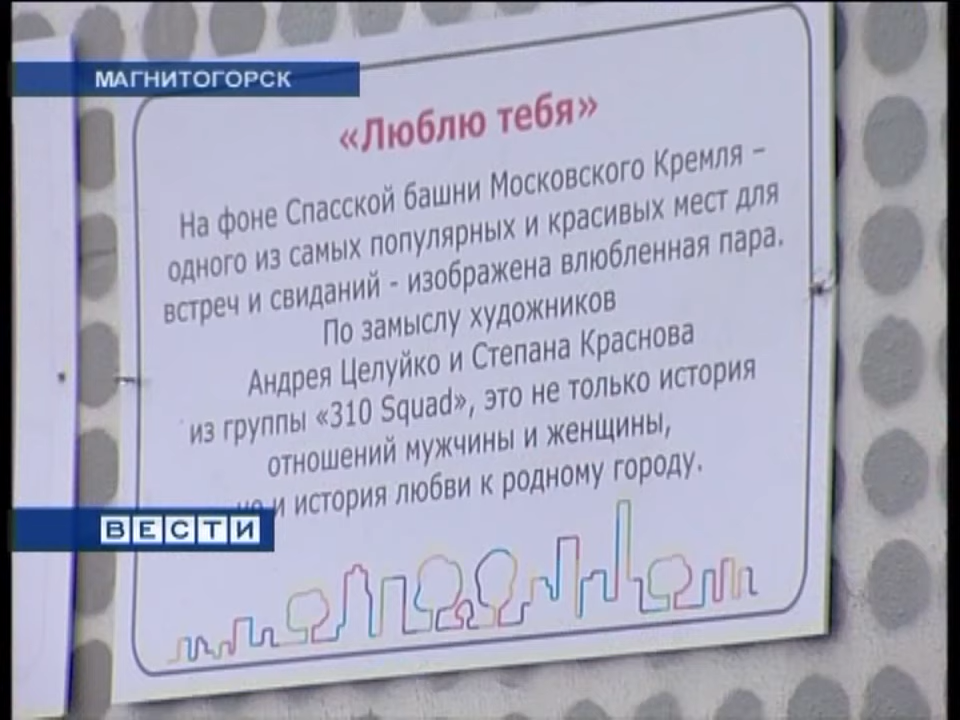 МАГНИТОГОРСК
«Люблю тебя»
На фоне Спасской башни Московского Кремля –
одного из самых популярных и красивых мест для
встреч и свиданий - изображена влюбленная пара.
По замыслу художников
Андрея Целуйко и Степана Краснова
из группы «310 Squad», это не только история
отношений мужчины и женщины,
но и история любви к родному городу.
ВЕСТИ